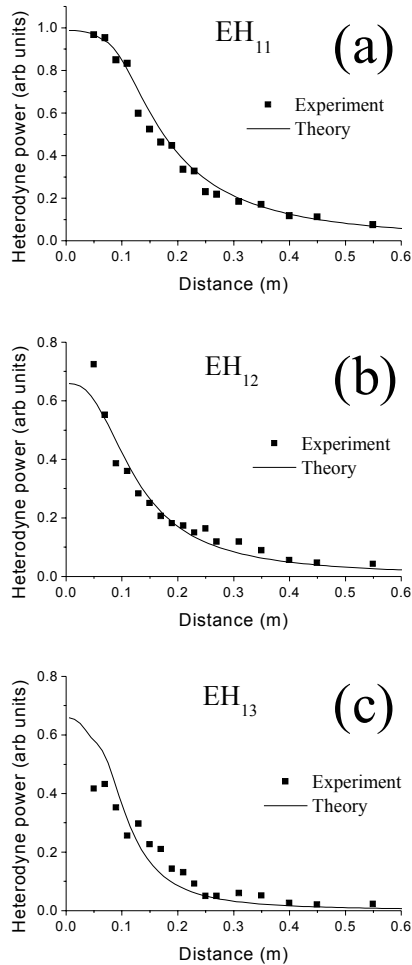 EH11
(a)
Experiment
Theory
Heterodyne power (arb units)
1.0
0.8
0.6
0.4
0.2
0.0
0.0 0.1 0.2 0.3 0.4 0.5 0.6
Distance (m)
EH12
(b)
Experiment
Theory
Heterodyne power (arb units)
0.8
0.6
0.4
0.2
0.0
0.0 0.1 0.2 0.3 0.4 0.5 0.6
Distance (m)
EH13
(c)
Experiment
Theory
Heterodyne power (arb units)
0.8
0.6
0.4
0.2
0.0
0.0 0.1 0.2 0.3 0.4 0.5 0.6
Distance (m)